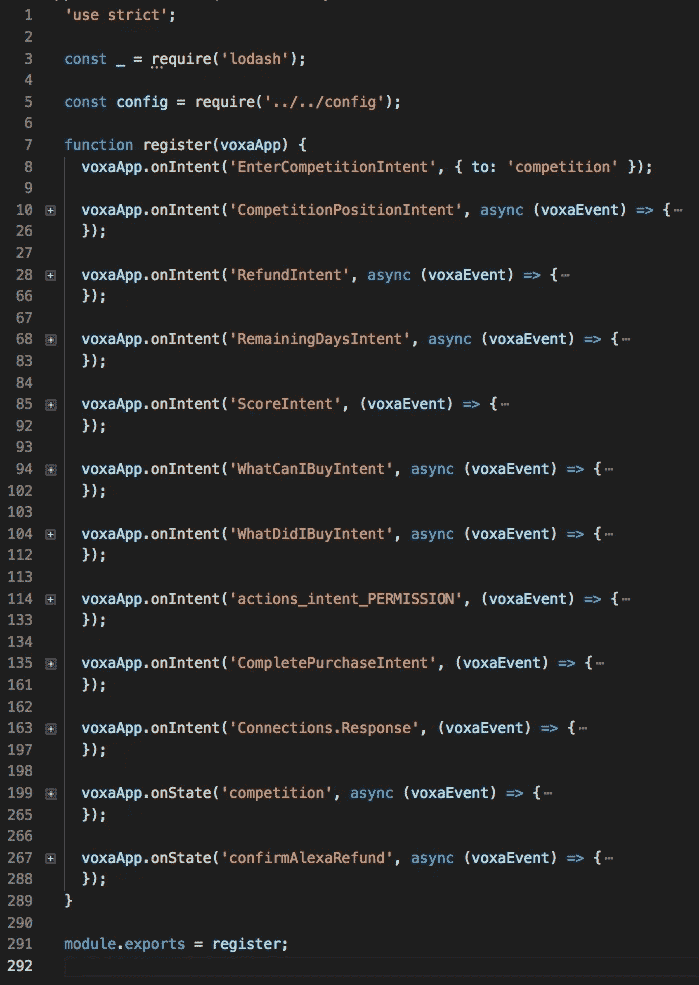 1 'use strict';
2
3 const _ = require('lodash');
4
5 const config = require('../../config');
6
7 function register(voxaApp) {
8 voxaApp.onIntent('EnterCompetitionIntent', { to: 'competition' });
9
10 voxaApp.onIntent('CompetitionPositionIntent', async (voxaEvent) => {⋯
26 });
27
28 voxaApp.onIntent('RefundIntent', async (voxaEvent) => {⋯
66 });
67
68 voxaApp.onIntent('RemainingDaysIntent', async (voxaEvent) => {⋯
83 });
84
85 voxaApp.onIntent('ScoreIntent', (voxaEvent) => {⋯
92 });
93
94 voxaApp.onIntent('WhatCanIBuyIntent', async (voxaEvent) => {⋯
102 });
103
104 voxaApp.onIntent('WhatDidIBuyIntent', async (voxaEvent) => {⋯
112 });
113
114 voxaApp.onIntent('actions_intent_PERMISSION', (voxaEvent) => {⋯
133 });
134
135 voxaApp.onIntent('CompletePurchaseIntent', (voxaEvent) => {⋯
161 });
162
163 voxaApp.onIntent('Connections.Response', (voxaEvent) => {⋯
197 });
198
199 voxaApp.onState('competition', async (voxaEvent) => {⋯
265 });
266
267 voxaApp.onState('confirmAlexaRefund', async (voxaEvent) => {⋯
288 });
289 }
290
291 module.exports = register;
292